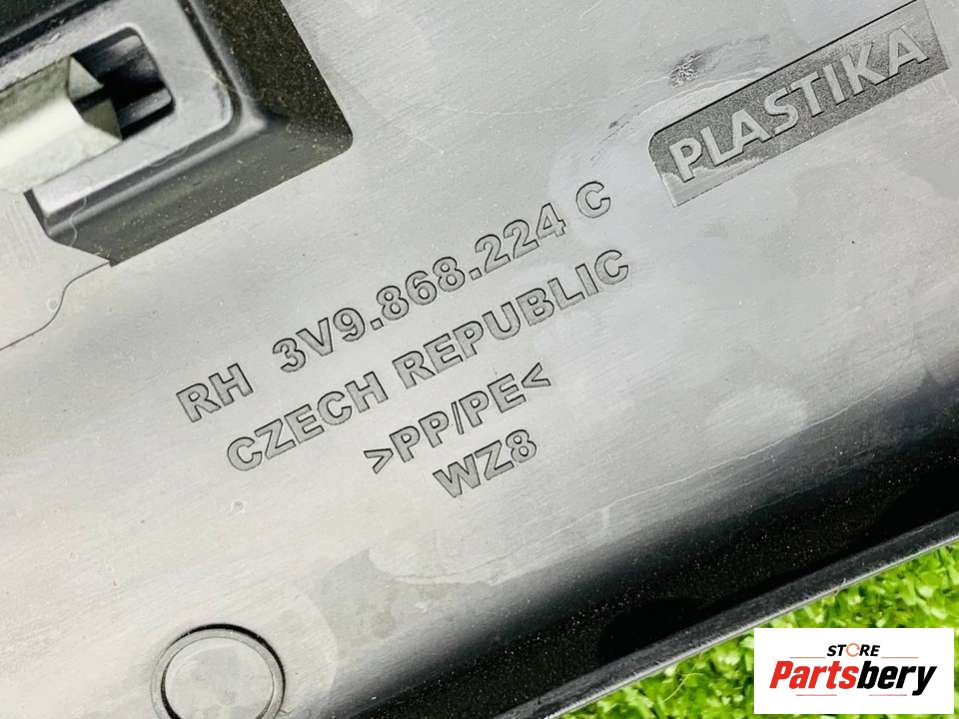 PLASTIKA
RH 3V9.868.224 C
CZECH REPUBLIC
>PP/PE<
WZ8
STORE
Partsbery